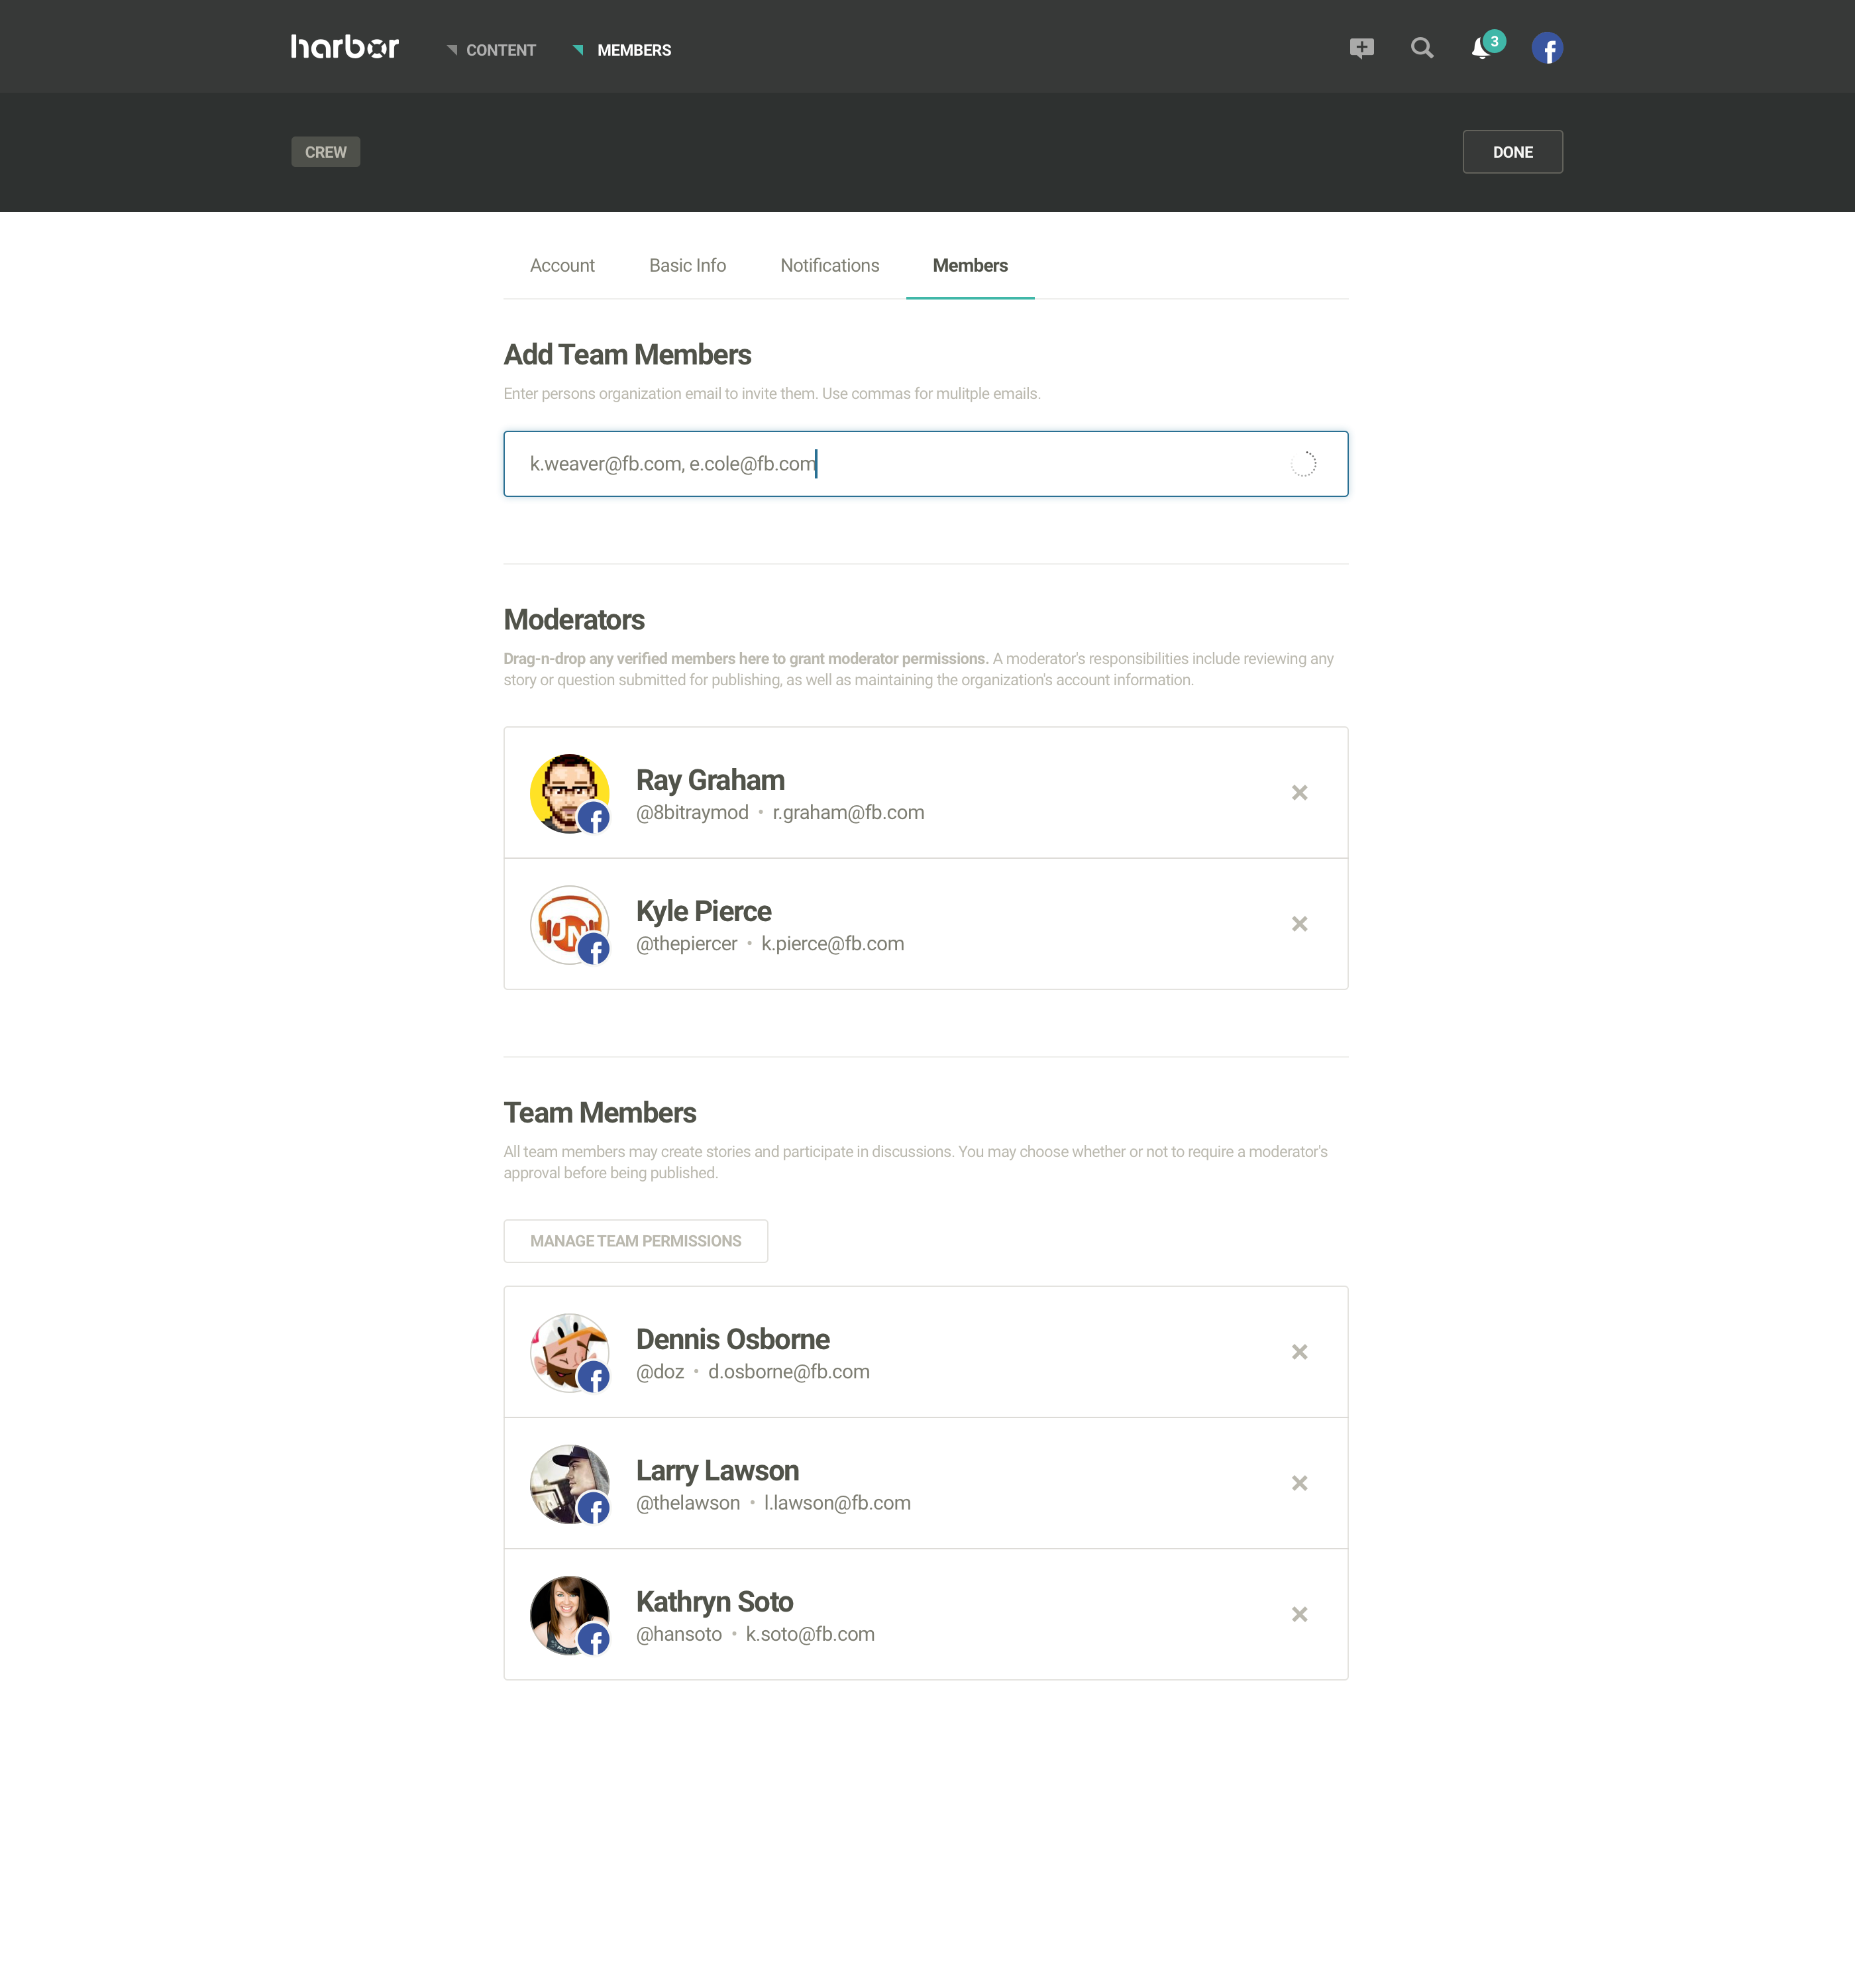 harbor
CONTENT
MEMBERS
3
CREW
DONE
Account
Basic Info
Notifications
Members
Add Team Members
Enter persons organization email to invite them. Use commas for mulitple emails.
k.weaver@fb.com, e.cole@fb.com
Moderators
Drag-n-drop any verified members here to grant moderator permissions. A moderator's responsibilities include reviewing any
story or question submitted for publishing, as well as maintaining the organization's account information.
Ray Graham
@8bitraymod • r.graham@fb.com
JN
Kyle Pierce
@thepiercer • k.pierce@fb.com
Team Members
All team members may create stories and participate in discussions. You may choose whether or not to require a moderator's
approval before being published.
MANAGE TEAM PERMISSIONS
Dennis Osborne
@doz • d.osborne@fb.com
Larry Lawson
@thelawson • l.lawson@fb.com
Kathryn Soto
@hansoto • k.soto@fb.com